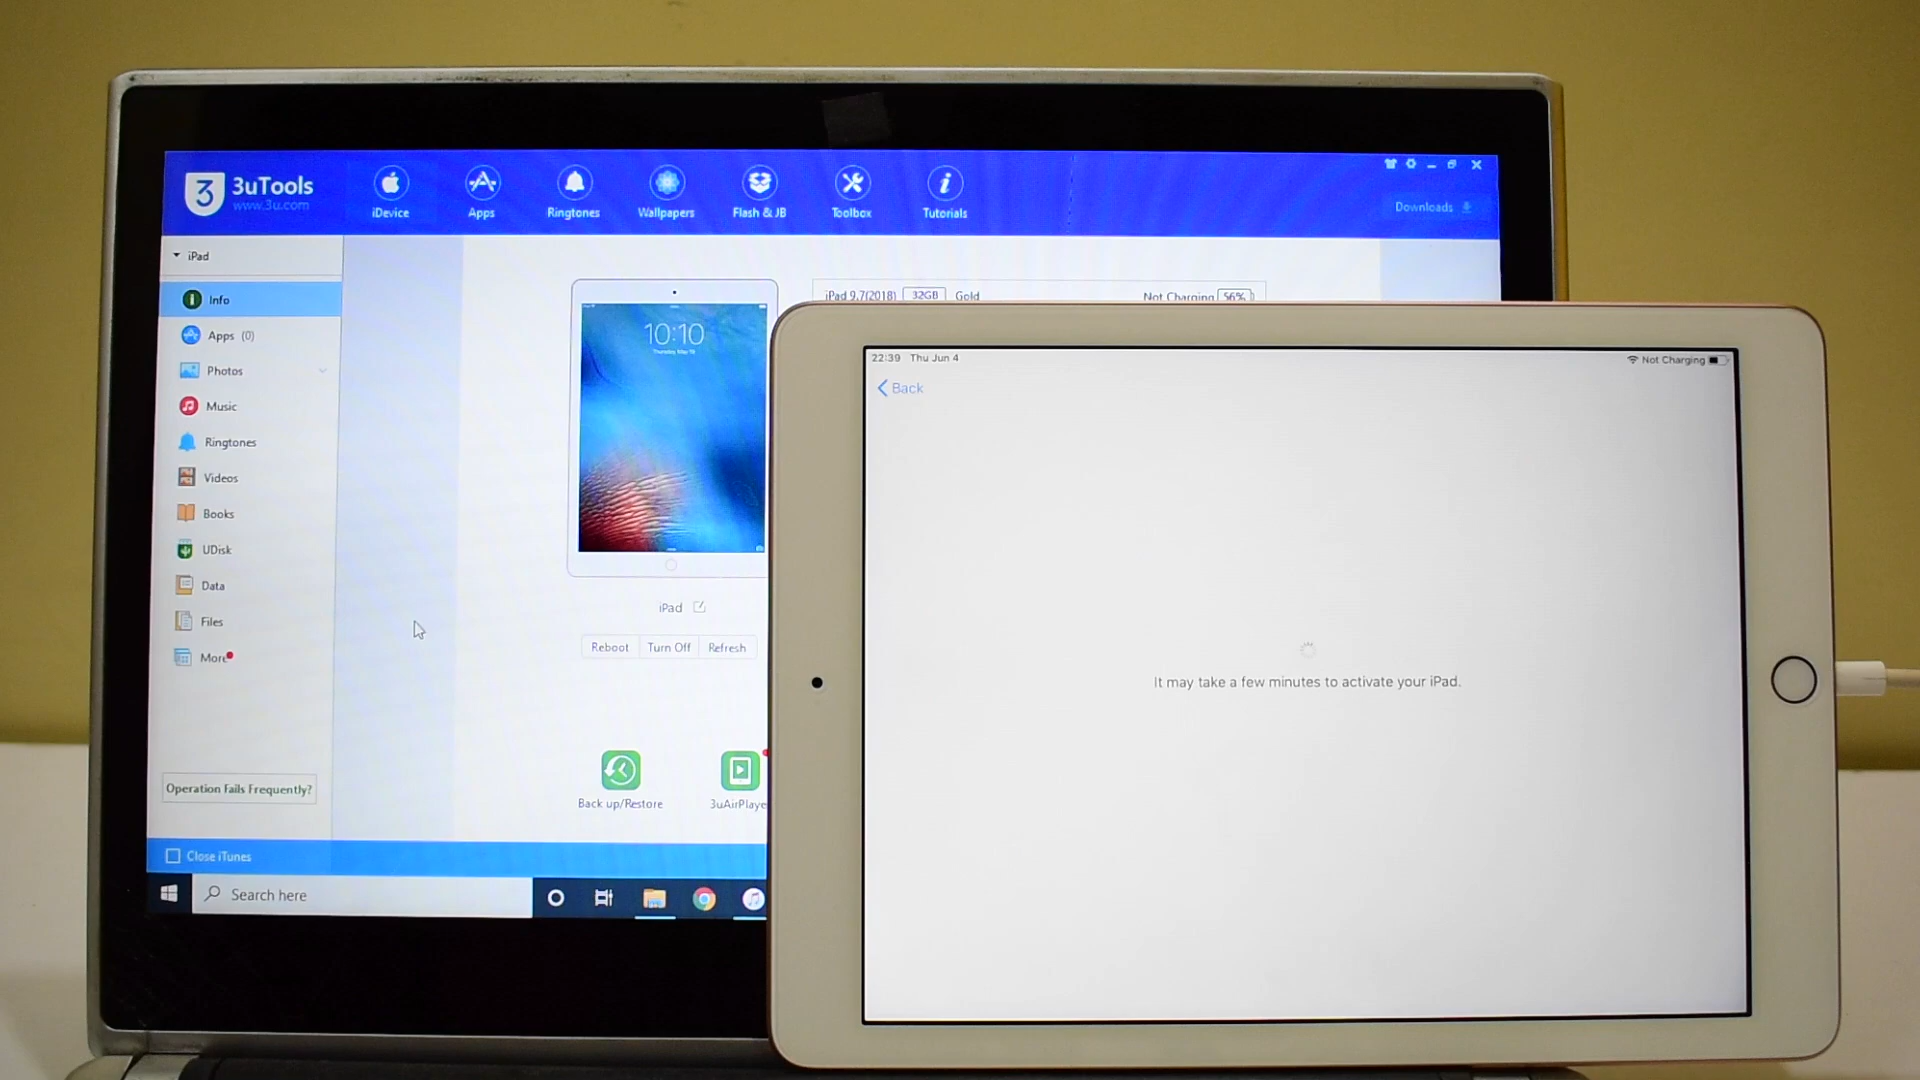 3 3uTools
www.3u.com
iDevice
Apps
Ringtones
Wallpapers
Flash & JB
Toolbox
i
Tutorials
Downloads
iPad
Info
Apps (0)
Photos
Music
Ringtones
Videos
Books
UDisk
Data
Files
More
Operation Fails Frequently?
Close iTunes
Search here
10:10
iPad 9.7(2018) 32GB Gold
Not Charging 56%
iPad
Reboot Turn Off Refresh
Back up/Restore
3uAirPlaye
22:39 Thu Jun 4
Not Charging
Back
It may take a few minutes to activate your iPad.